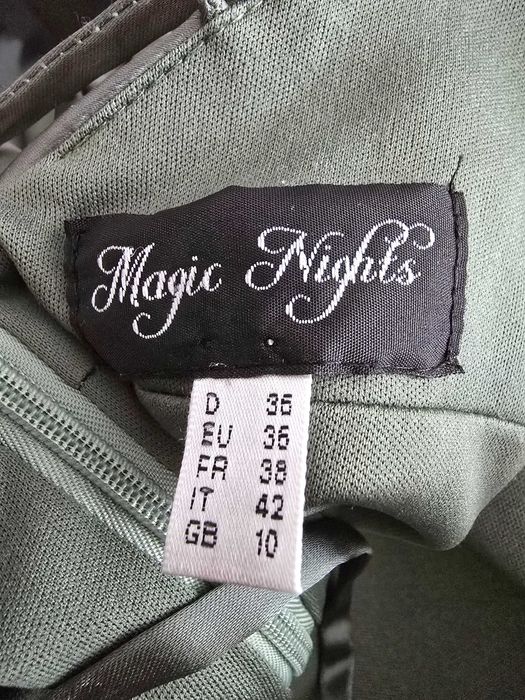 Magic Nights
D 36
EU 36
FR 38
IT 42
GB 10